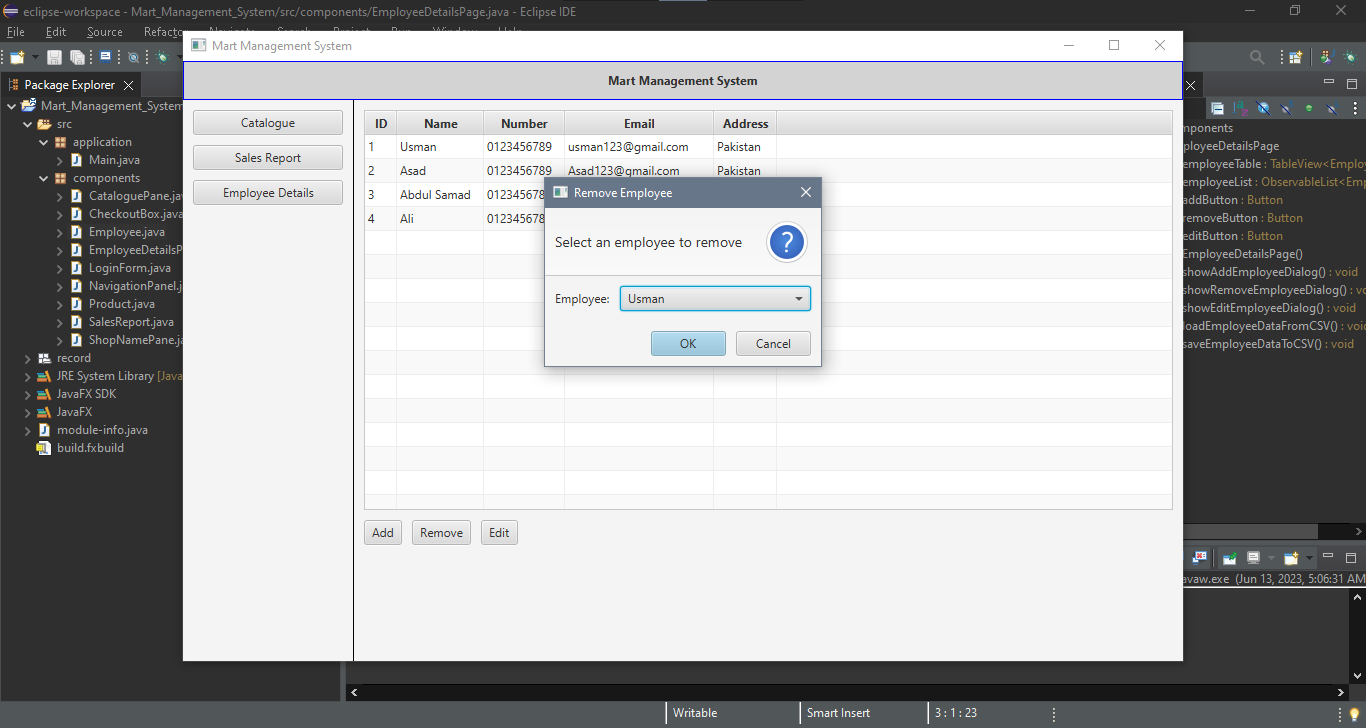 eclipse-workspace - Mart_Management_System/src/components/EmployeeDetailsPage.java - Eclipse IDE
File Edit Source Refactor
Mart Management System
Mart Management System
Package Explorer
Mart_Management_System
src
application
Main.java
components
CataloguePane.jav
CheckoutBox.java
Employee.java
EmployeeDetailsP
LoginForm.java
NavigationPanel.j
Product.java
SalesReport.java
ShopNamePane.ja
record
JRE System Library [Java
JavaFX SDK
JavaFX
module-info.java
build.fxbuild
Catalogue
Sales Report
Employee Details
ID Name Number Email Address
1 Usman 0123456789 usman123@gmail.com Pakistan
2 Asad 0123456789 Asad123@gmail.com Pakistan
3 Abdul Samad 012345678
4 Ali 012345678
Remove Employee
Select an employee to remove
?
Employee: Usman
OK Cancel
Add Remove Edit
mponents
ployeeDetailsPage
employeeTable : TableView<Employ
employeeList : ObservableList<Emp
addButton : Button
removeButton : Button
editButton : Button
EmployeeDetailsPage()
showAddEmployeeDialog() : void
showRemoveEmployeeDialog() : vo
showEditEmployeeDialog() : void
loadEmployeeDataFromCSV() : void
saveEmployeeDataToCSV() : void
avaw.exe (Jun 13, 2023, 5:06:31 AM
Writable Smart Insert 3 : 1 : 23